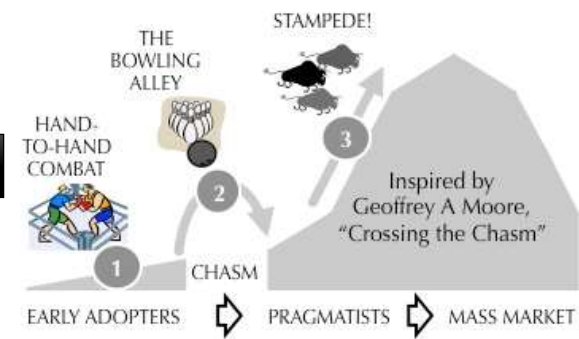 STAMPEDE!
THE
BOWLING
ALLEY
HAND-
TO-HAND
COMBAT
3
2
1
Inspired by
Geoffrey A Moore,
“Crossing the Chasm”
CHASM
EARLY ADOPTERS
PRAGMATISTS
MASS MARKET